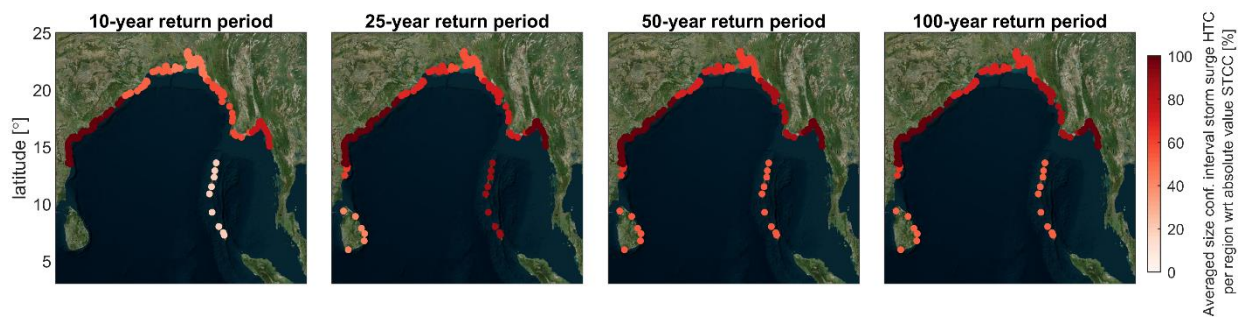 10-year return period
25-year return period
50-year return period
100-year return period
25
20
15
10
5
latitude [°]
100
80
60
40
20
0
Averaged size conf. interval storm surge HTC
per region wrt absolute value STCC [%]